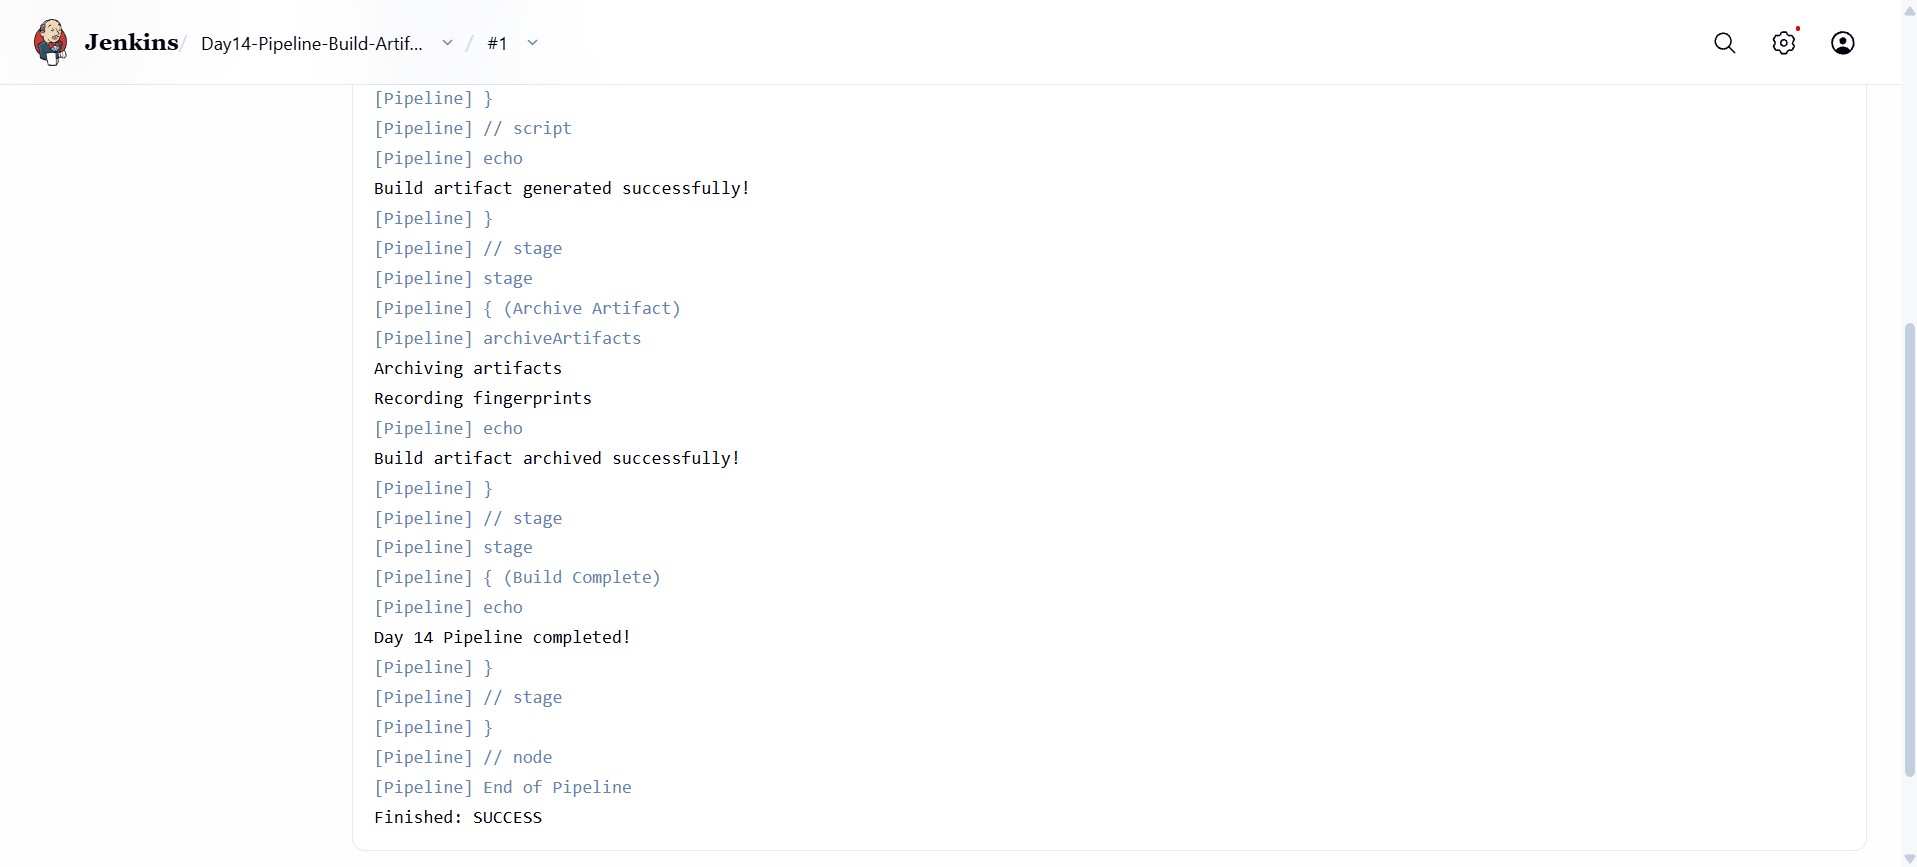 Jenkins / Day14-Pipeline-Build-Artif... / #1
[Pipeline] }
[Pipeline] // script
[Pipeline] echo
Build artifact generated successfully!
[Pipeline] }
[Pipeline] // stage
[Pipeline] stage
[Pipeline] { (Archive Artifact)
[Pipeline] archiveArtifacts
Archiving artifacts
Recording fingerprints
[Pipeline] echo
Build artifact archived successfully!
[Pipeline] }
[Pipeline] // stage
[Pipeline] stage
[Pipeline] { (Build Complete)
[Pipeline] echo
Day 14 Pipeline completed!
[Pipeline] }
[Pipeline] // stage
[Pipeline] }
[Pipeline] // node
[Pipeline] End of Pipeline
Finished: SUCCESS